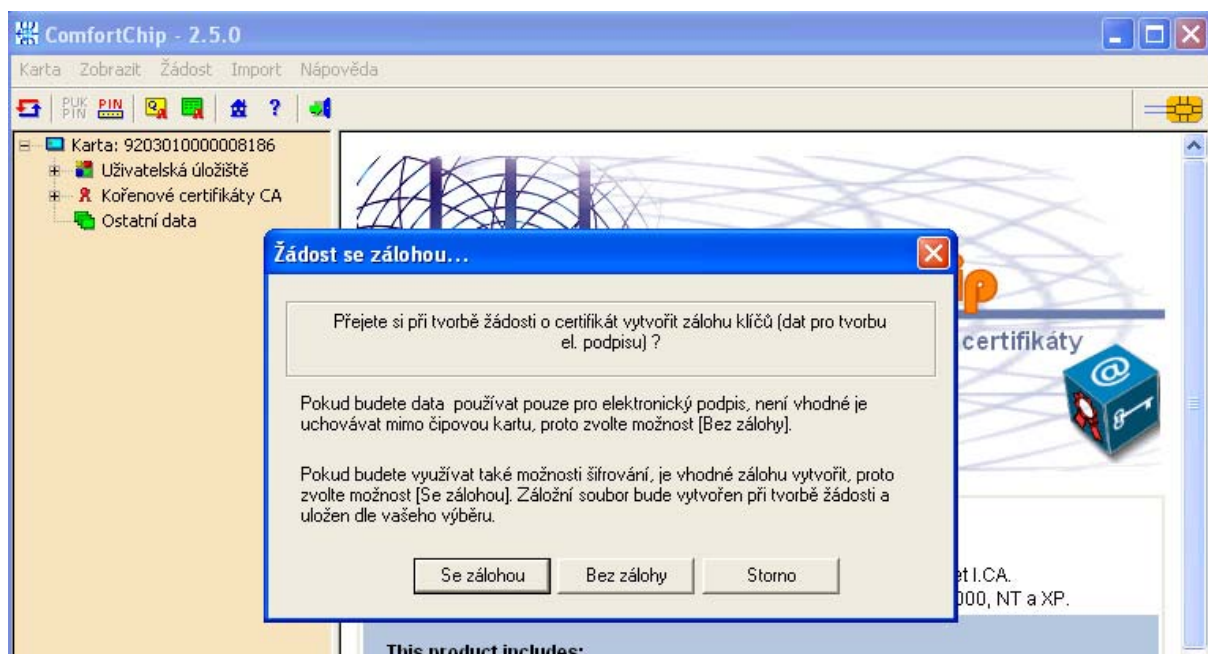 ComfortChip - 2.5.0
Karta Zobrazit Žádost Import Nápověda
PUK
PIN
PIN
Karta: 9203010000008186
Uživatelská úložiště
Kořenové certifikáty CA
Ostatní data
certifikáty
Žádost se zálohou...
Přejete si při tvorbě žádosti o certifikát vytvořit zálohu klíčů (dat pro tvorbu
el. podpisu) ?
Pokud budete data používat pouze pro elektronický podpis, není vhodné je
uchovávat mimo čipovou kartu, proto zvolte možnost [Bez zálohy].
Pokud budete využívat také možnosti šifrování, je vhodné zálohu vytvořit, proto
zvolte možnost [Se zálohou]. Záložní soubor bude vytvořen při tvorbě žádosti a
uložen dle vašeho výběru.
Se zálohou Bez zálohy Storno
I.CA.
NT a XP.
This product includes: